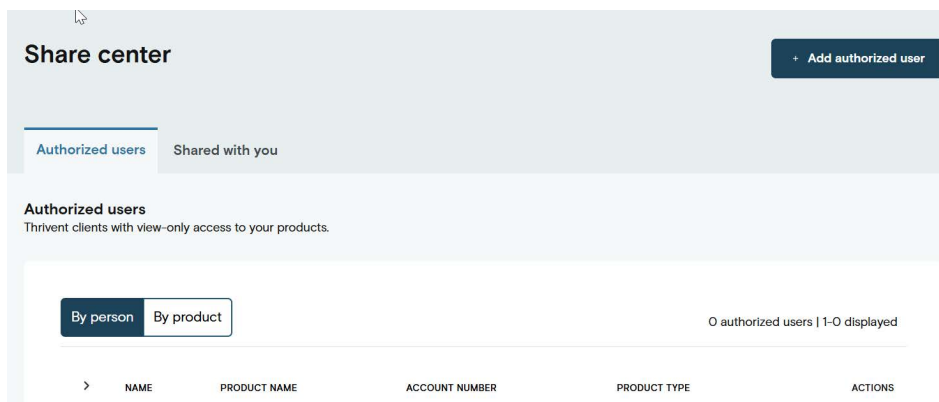 Share center
+ Add authorized user
Authorized users Shared with you
Authorized users
Thrivent clients with view-only access to your products.
By person By product
0 authorized users | 1-0 displayed
NAME PRODUCT NAME ACCOUNT NUMBER PRODUCT TYPE ACTIONS